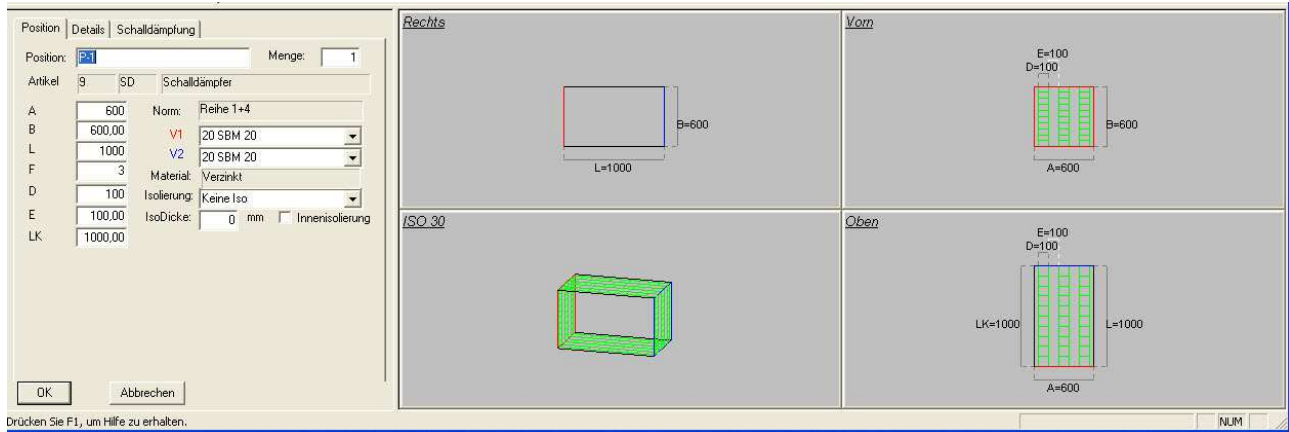 Position Details Schalldämpfung
Position: P-1 Menge: 1
Artikel 9 SD Schalldämpfer
A 600 Norm: Reihe 1+4
B 600,00 V1 20 SBM 20
L 1000 V2 20 SBM 20
F 3 Material: Verzinkt
D 100 Isolierung: Keine Iso
E 100,00 IsoDicke: 0 mm Innenisolierung
LK 1000,00
OK Abbrechen
Rechts
B=600
L=1000
Vorn
E=100
D=100
B=600
A=600
ISO 30
Oben
E=100
D=100
LK=1000 L=1000
A=600
Drücken Sie F1, um Hilfe zu erhalten. NUM